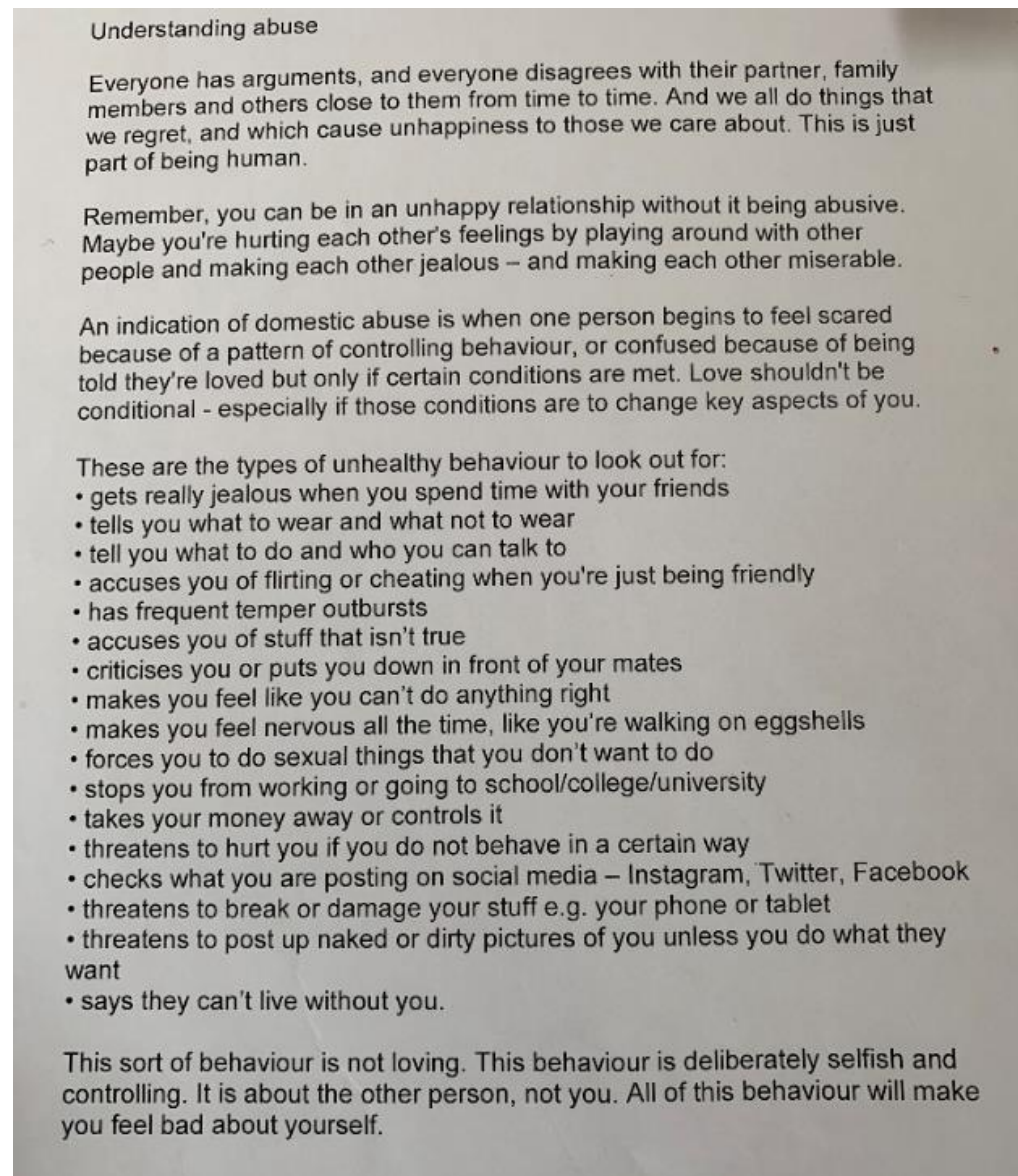 Understanding abuse
Everyone has arguments, and everyone disagrees with their partner, family
members and others close to them from time to time. And we all do things that
we regret, and which cause unhappiness to those we care about. This is just
part of being human.
Remember, you can be in an unhappy relationship without it being abusive.
Maybe you're hurting each other's feelings by playing around with other
people and making each other jealous – and making each other miserable.
An indication of domestic abuse is when one person begins to feel scared
because of a pattern of controlling behaviour, or confused because of being
told they're loved but only if certain conditions are met. Love shouldn't be
conditional - especially if those conditions are to change key aspects of you.
These are the types of unhealthy behaviour to look out for:
• gets really jealous when you spend time with your friends
• tells you what to wear and what not to wear
• tell you what to do and who you can talk to
• accuses you of flirting or cheating when you're just being friendly
• has frequent temper outbursts
• accuses you of stuff that isn't true
• criticises you or puts you down in front of your mates
• makes you feel like you can't do anything right
• makes you feel nervous all the time, like you're walking on eggshells
• forces you to do sexual things that you don't want to do
• stops you from working or going to school/college/university
• takes your money away or controls it
• threatens to hurt you if you do not behave in a certain way
• checks what you are posting on social media – Instagram, Twitter, Facebook
• threatens to break or damage your stuff e.g. your phone or tablet
• threatens to post up naked or dirty pictures of you unless you do what they
want
• says they can't live without you.
This sort of behaviour is not loving. This behaviour is deliberately selfish and
controlling. It is about the other person, not you. All of this behaviour will make
you feel bad about yourself.